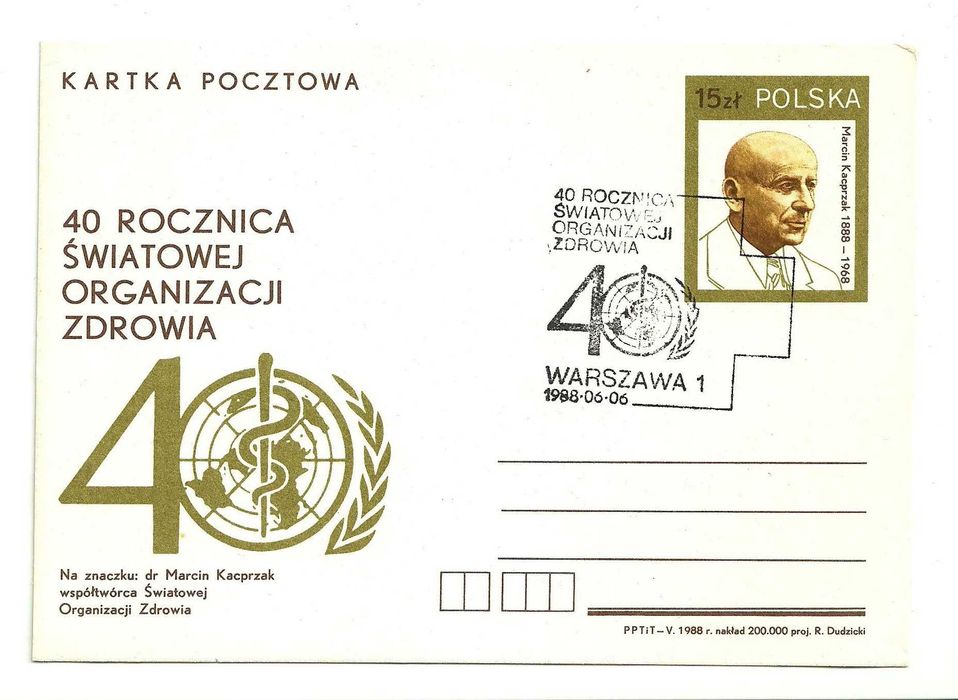 KARTKA POCZTOWA
15zł POLSKA
Marcin Kacprzak 1888 – 1968
40 ROCZNICA
ŚWIATOWEJ
ORGANIZACJI
ZDROWIA
40
40 ROCZNICA
ŚWIATOWEJ
ORGANIZACJI
ZDROWIA
40
WARSZAWA 1
1988·06·06
Na znaczku: dr Marcin Kacprzak
współtwórca Światowej
Organizacji Zdrowia
PPTiT–V. 1988 r. nakład 200.000 proj. R. Dudzicki